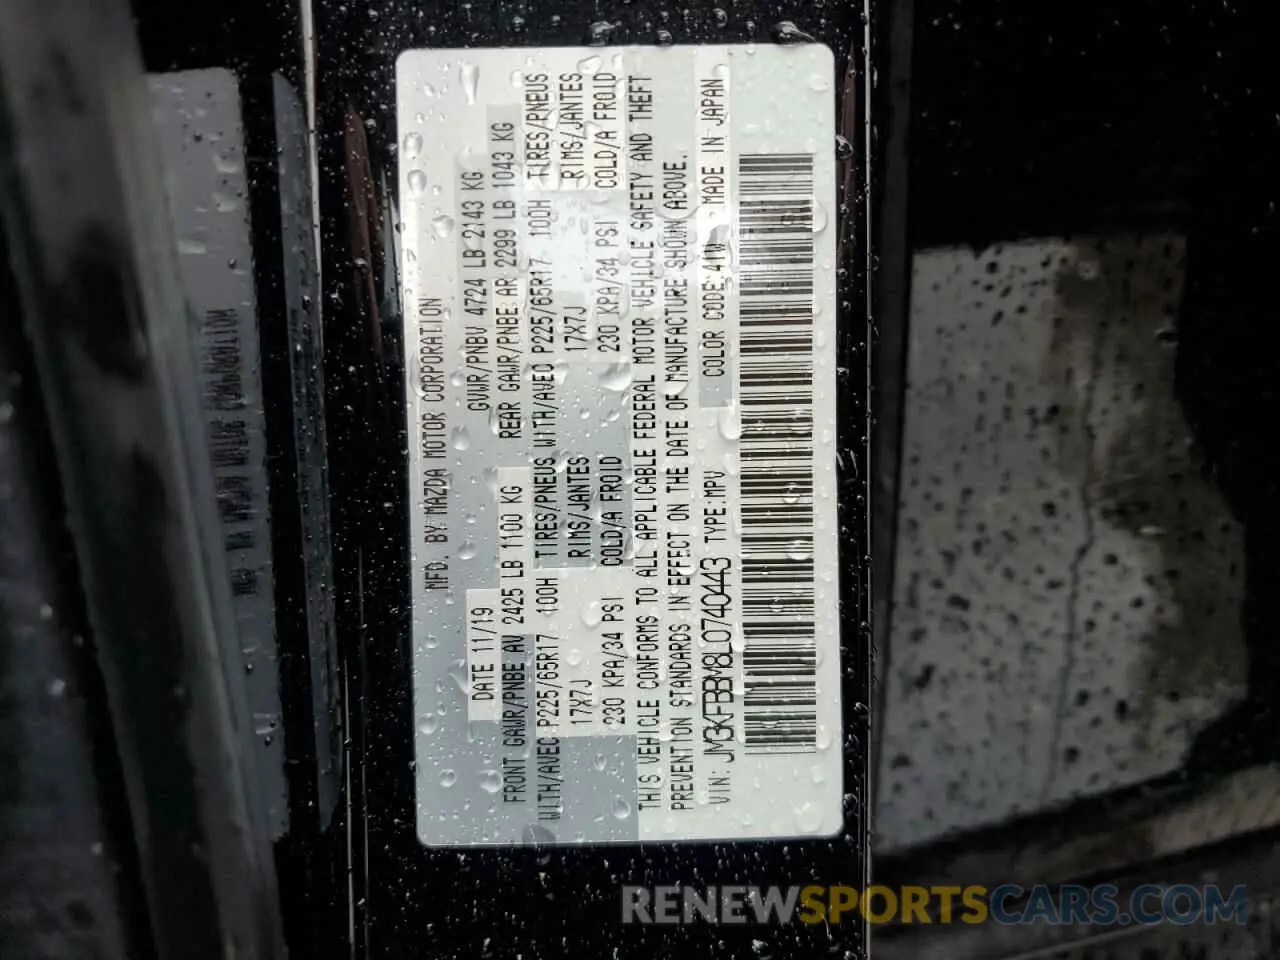 MFD. BY MAZDA MOTOR CORPORATION
DATE 11/19 GVWR/PNBV 4724 LB 2143 KG
FRONT GAWR/PNBE AV 2425 LB 1100 KG REAR GAWR/PNBE AR 2299 LB 1043 KG
WITH/AVEC P225/65R17 100H TIRES/PNEUS WITH/AVEC P225/65R17 100H TIRES/PNEUS
17X7J RIMS/JANTES 17X7J RIMS/JANTES
230 KPA/34 PSI COLD/A FROID 230 KPA/34 PSI COLD/A FROID
THIS VEHICLE CONFORMS TO ALL APPLICABLE FEDERAL MOTOR VEHICLE SAFETY AND THEFT
PREVENTION STANDARDS IN EFFECT ON THE DATE OF MANUFACTURE SHOWN ABOVE.
VIN: JM3KFBBM8L0740443 TYPE:MPV COLOR CODE:41W MADE IN JAPAN
RENEWSPORTSCARS.COM